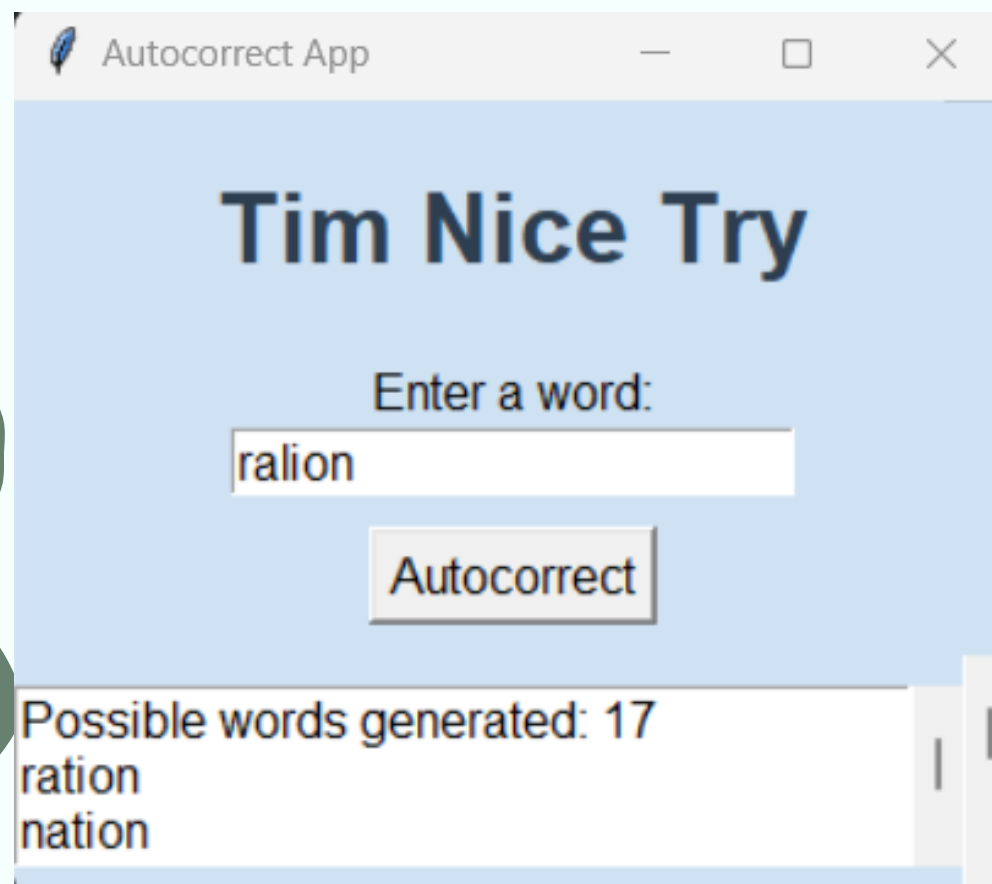 Autocorrect App
Tim Nice Try
Enter a word:
ralion
Autocorrect
Possible words generated: 17
ration
nation